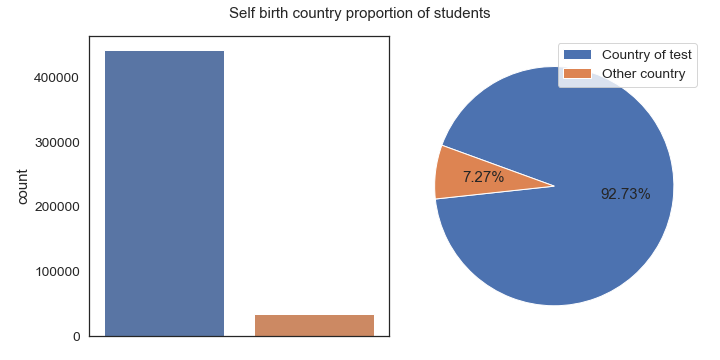 Self birth country proportion of students
count
400000
300000
200000
100000
0
Country of test
Other country
7.27%
92.73%